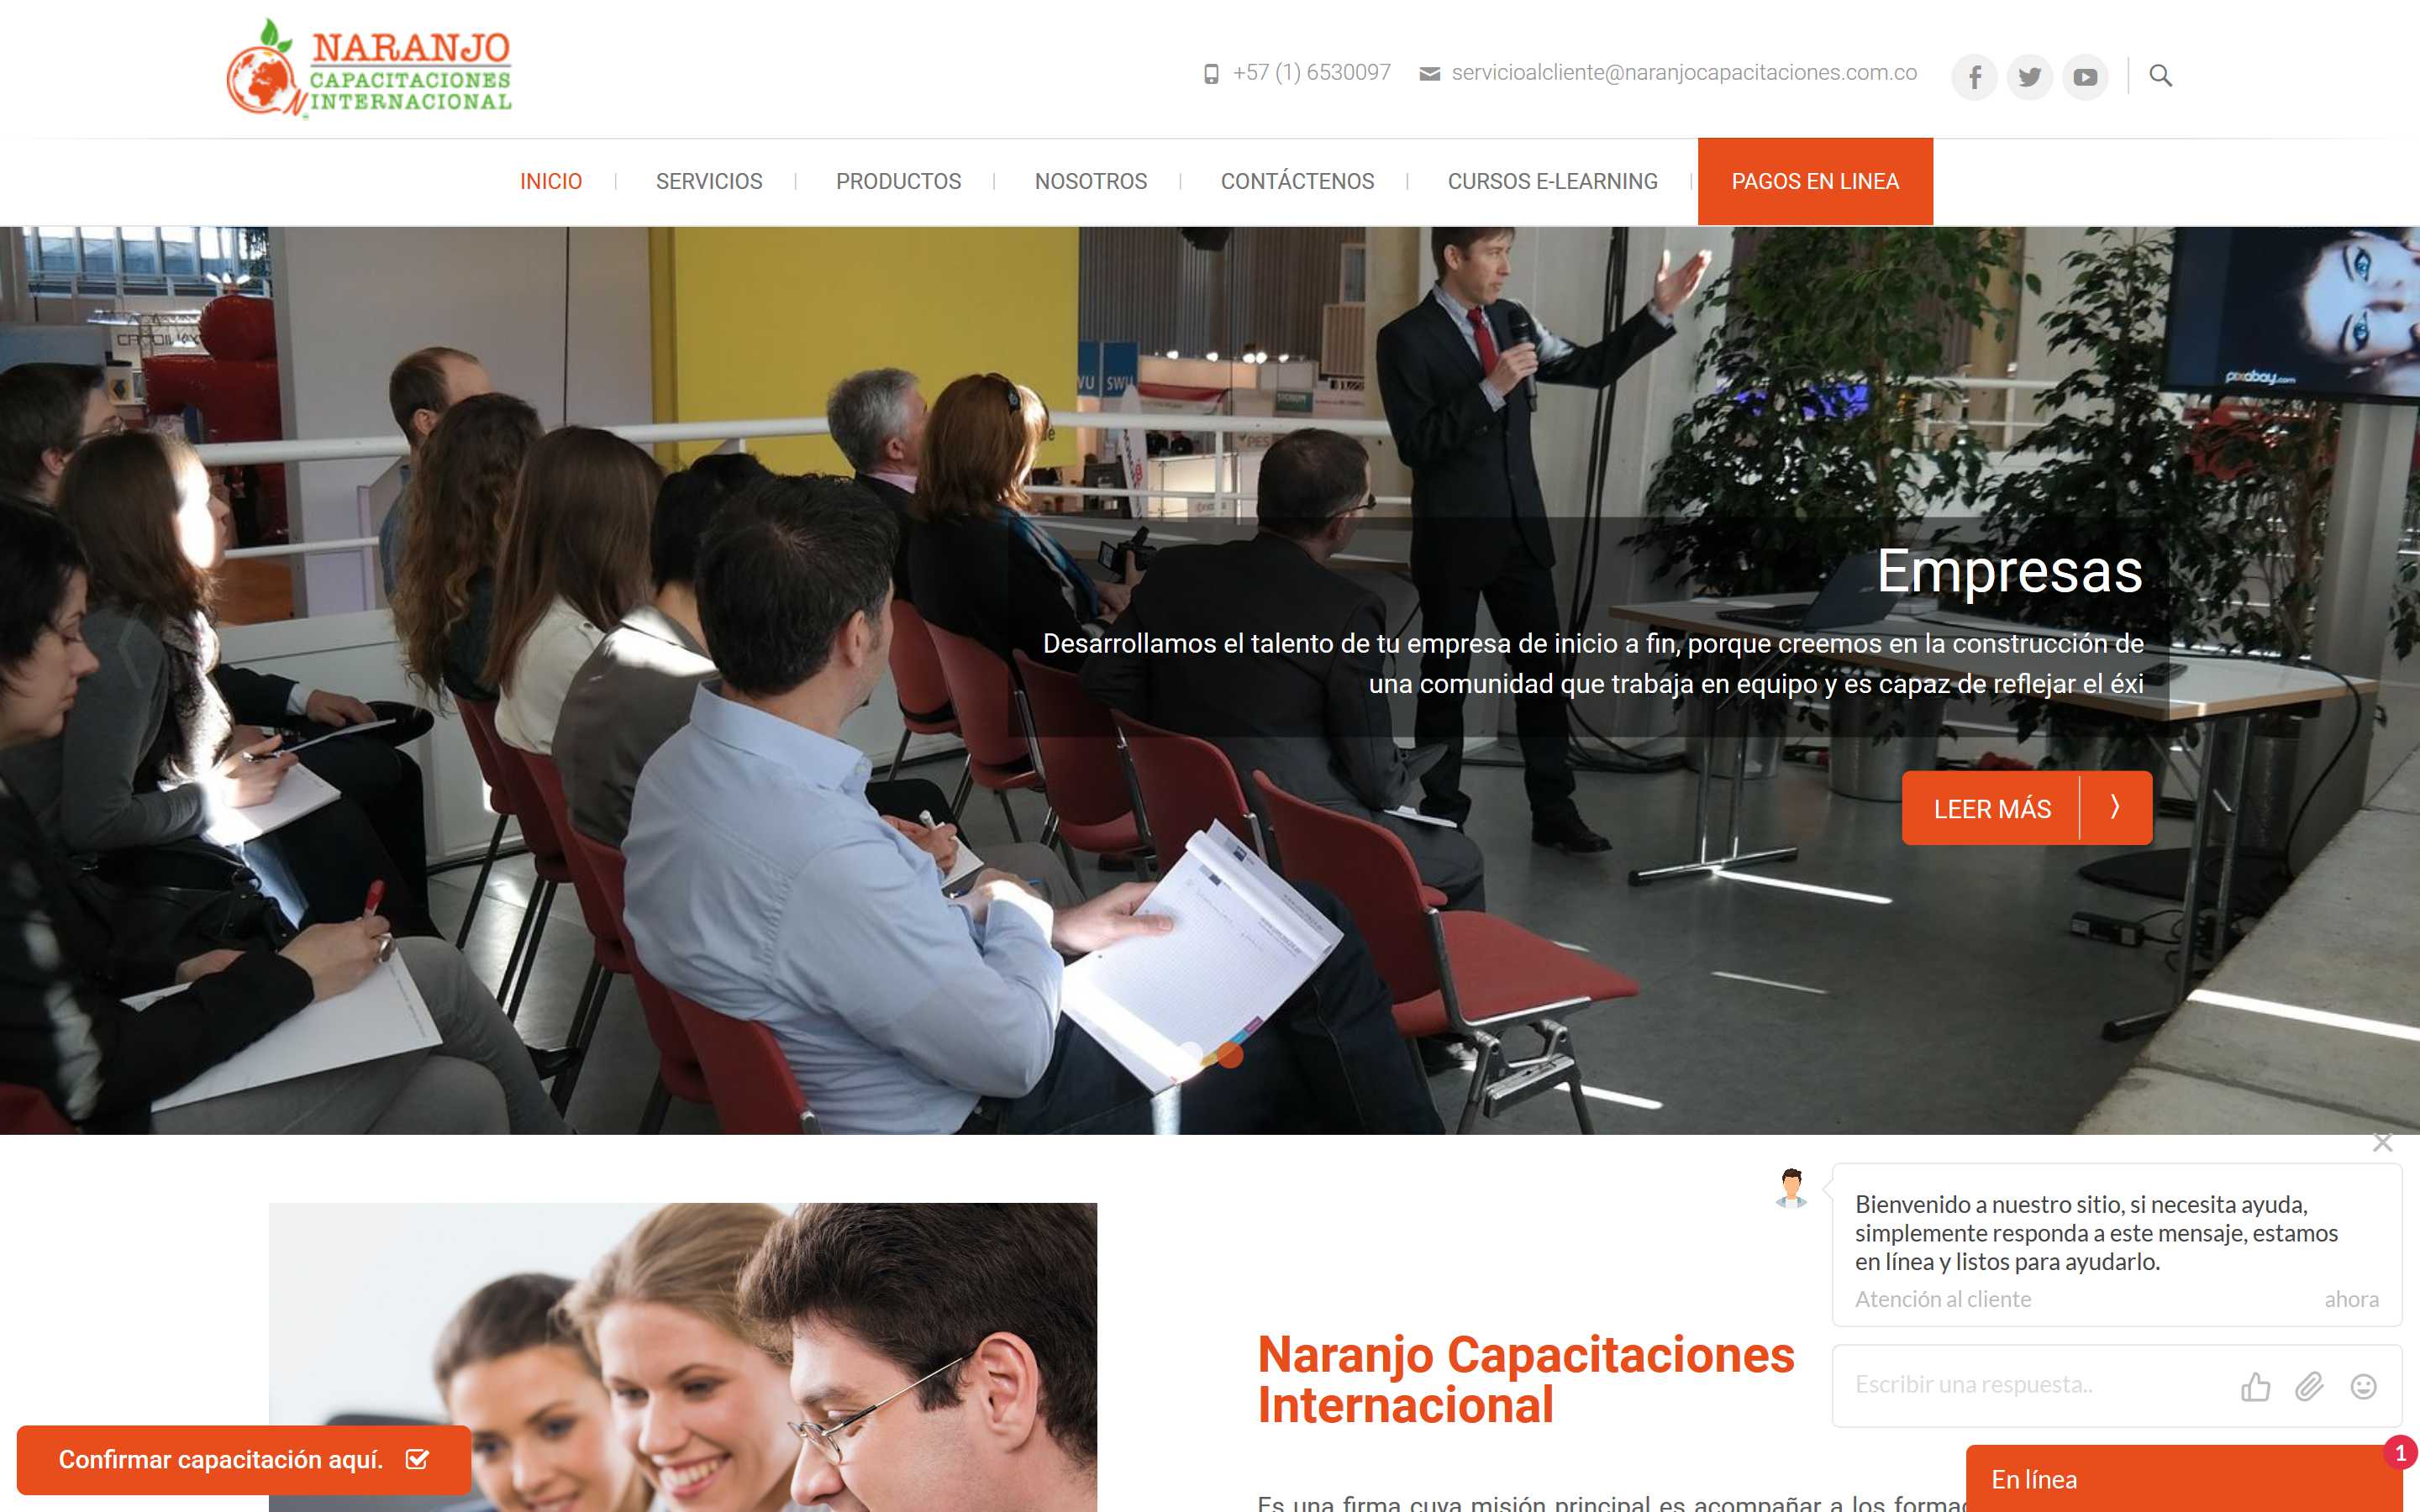 NARANJO
CAPACITACIONES
INTERNACIONAL
+57 (1) 6530097
servicioalcliente@naranjocapacitaciones.com.co
INICIO
SERVICIOS
PRODUCTOS
NOSOTROS
CONTÁCTENOS
CURSOS E-LEARNING
PAGOS EN LINEA
SWU
pixabay.com
Empresas
Desarrollamos el talento de tu empresa de inicio a fin, porque creemos en la construcción de
una comunidad que trabaja en equipo y es capaz de reflejar el éxi
LEER MÁS
Bienvenido a nuestro sitio, si necesita ayuda,
simplemente responda a este mensaje, estamos
en línea y listos para ayudarlo.
Atención al cliente
ahora
Naranjo Capacitaciones
Internacional
Escribir una respuesta..
Confirmar capacitación aquí.
1
En línea
Es una firma cuya misión principal es acompañar a los